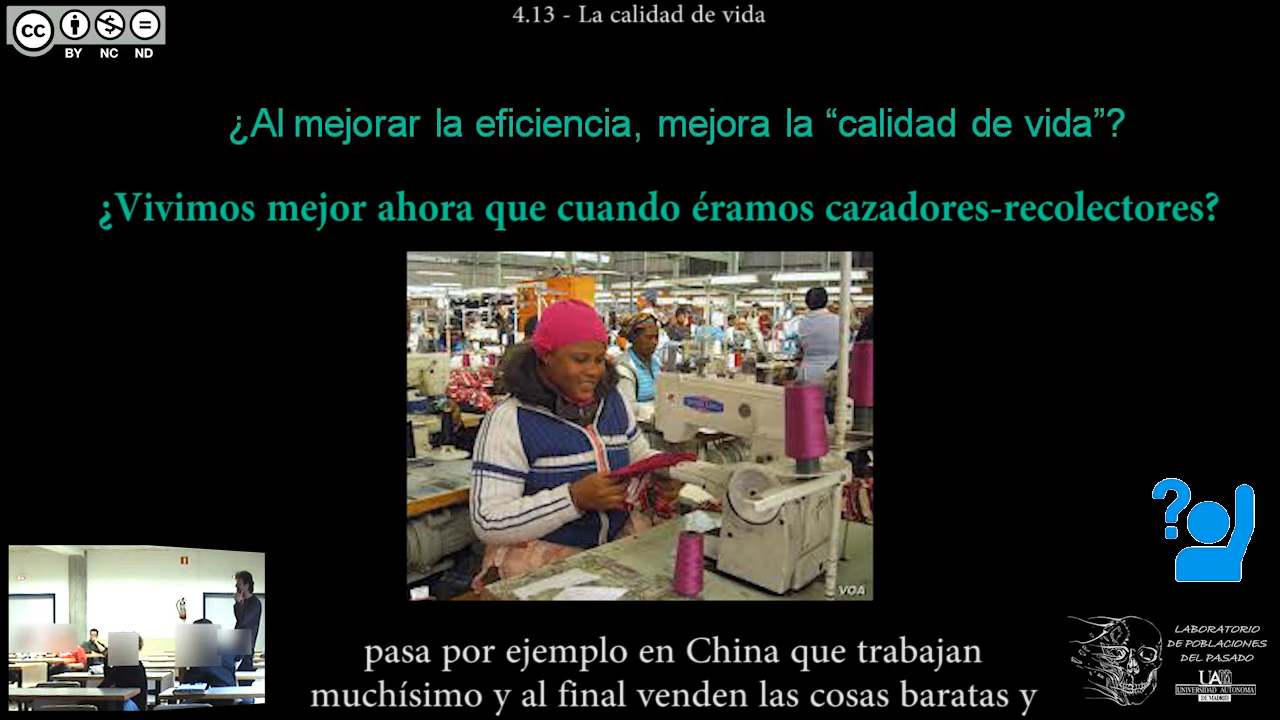 4.13 - La calidad de vida
cc
BY NC ND
¿Al mejorar la eficiencia, mejora la “calidad de vida”?
¿Vivimos mejor ahora que cuando éramos cazadores-recolectores?
VOA
?
LABORATORIO
DE POBLACIONES
DEL PASADO
UAM
UNIVERSIDAD AUTONOMA
DE MADRID
pasa por ejemplo en China que trabajan
muchísimo y al final venden las cosas baratas y